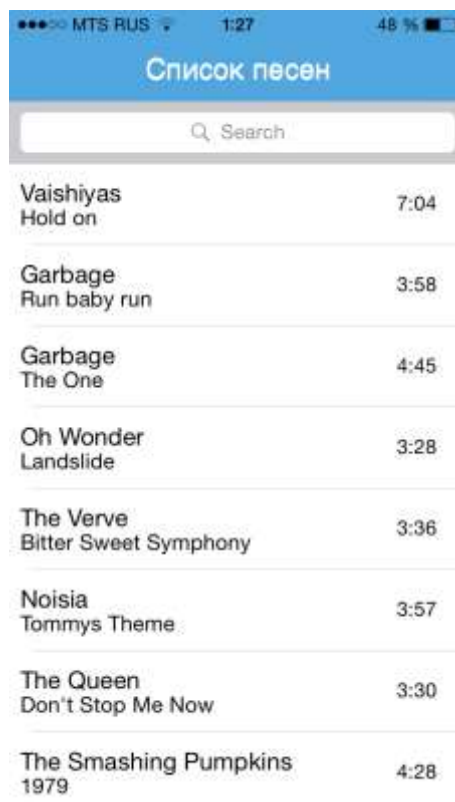 MTS RUS 1:27 48 %
Список песен
Search
Vaishiyas
Hold on
7:04
Garbage
Run baby run
3:58
Garbage
The One
4:45
Oh Wonder
Landslide
3:28
The Verve
Bitter Sweet Symphony
3:36
Noisia
Tommys Theme
3:57
The Queen
Don't Stop Me Now
3:30
The Smashing Pumpkins
1979
4:28